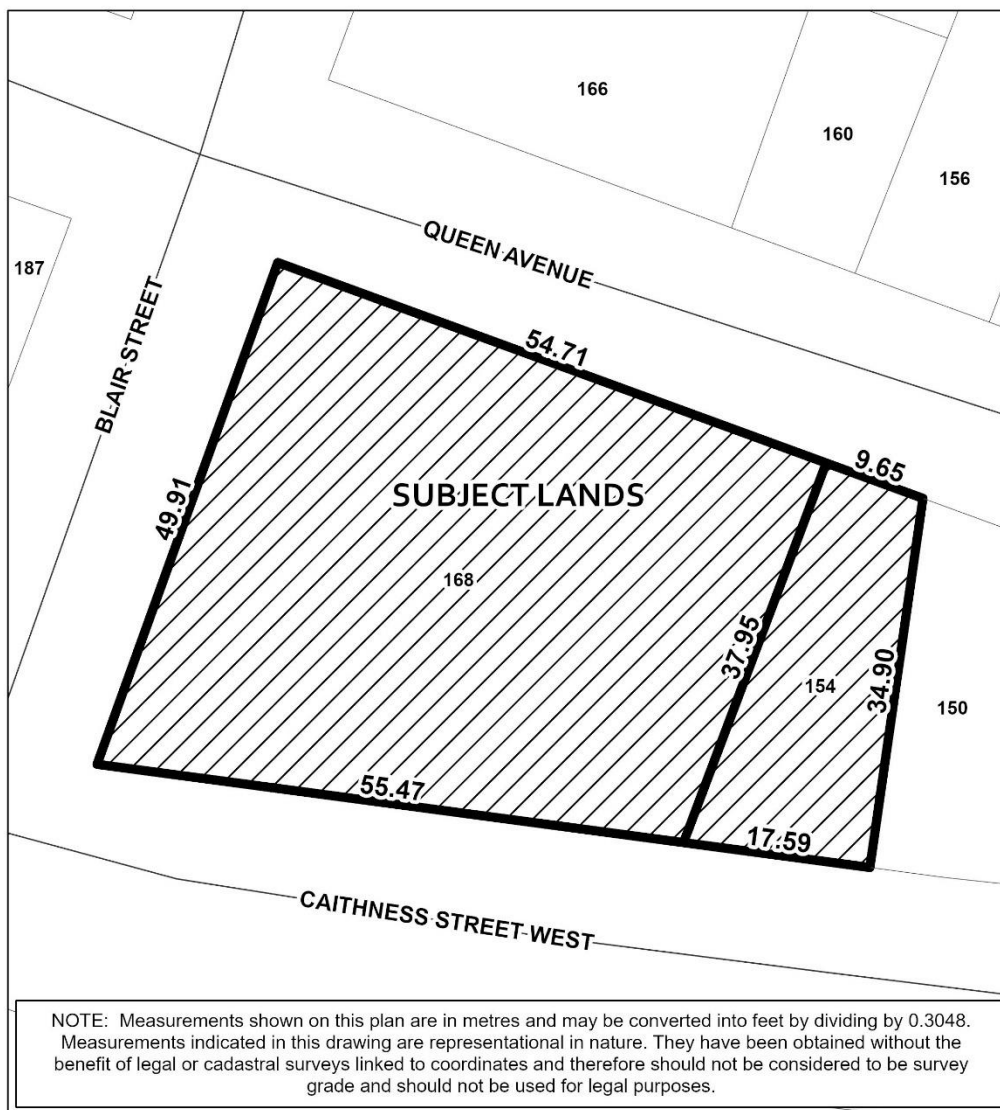 166
160
156
QUEEN AVENUE
187
BLAIR STREET
54.71
9.65
SUBJECT LANDS
49.91
168
37.95
154
34.90
150
55.47
17.59
CAITHNESS STREET WEST
NOTE: Measurements shown on this plan are in metres and may be converted into feet by dividing by 0.3048.
Measurements indicated in this drawing are representational in nature. They have been obtained without the
benefit of legal or cadastral surveys linked to coordinates and therefore should not be considered to be survey
grade and should not be used for legal purposes.